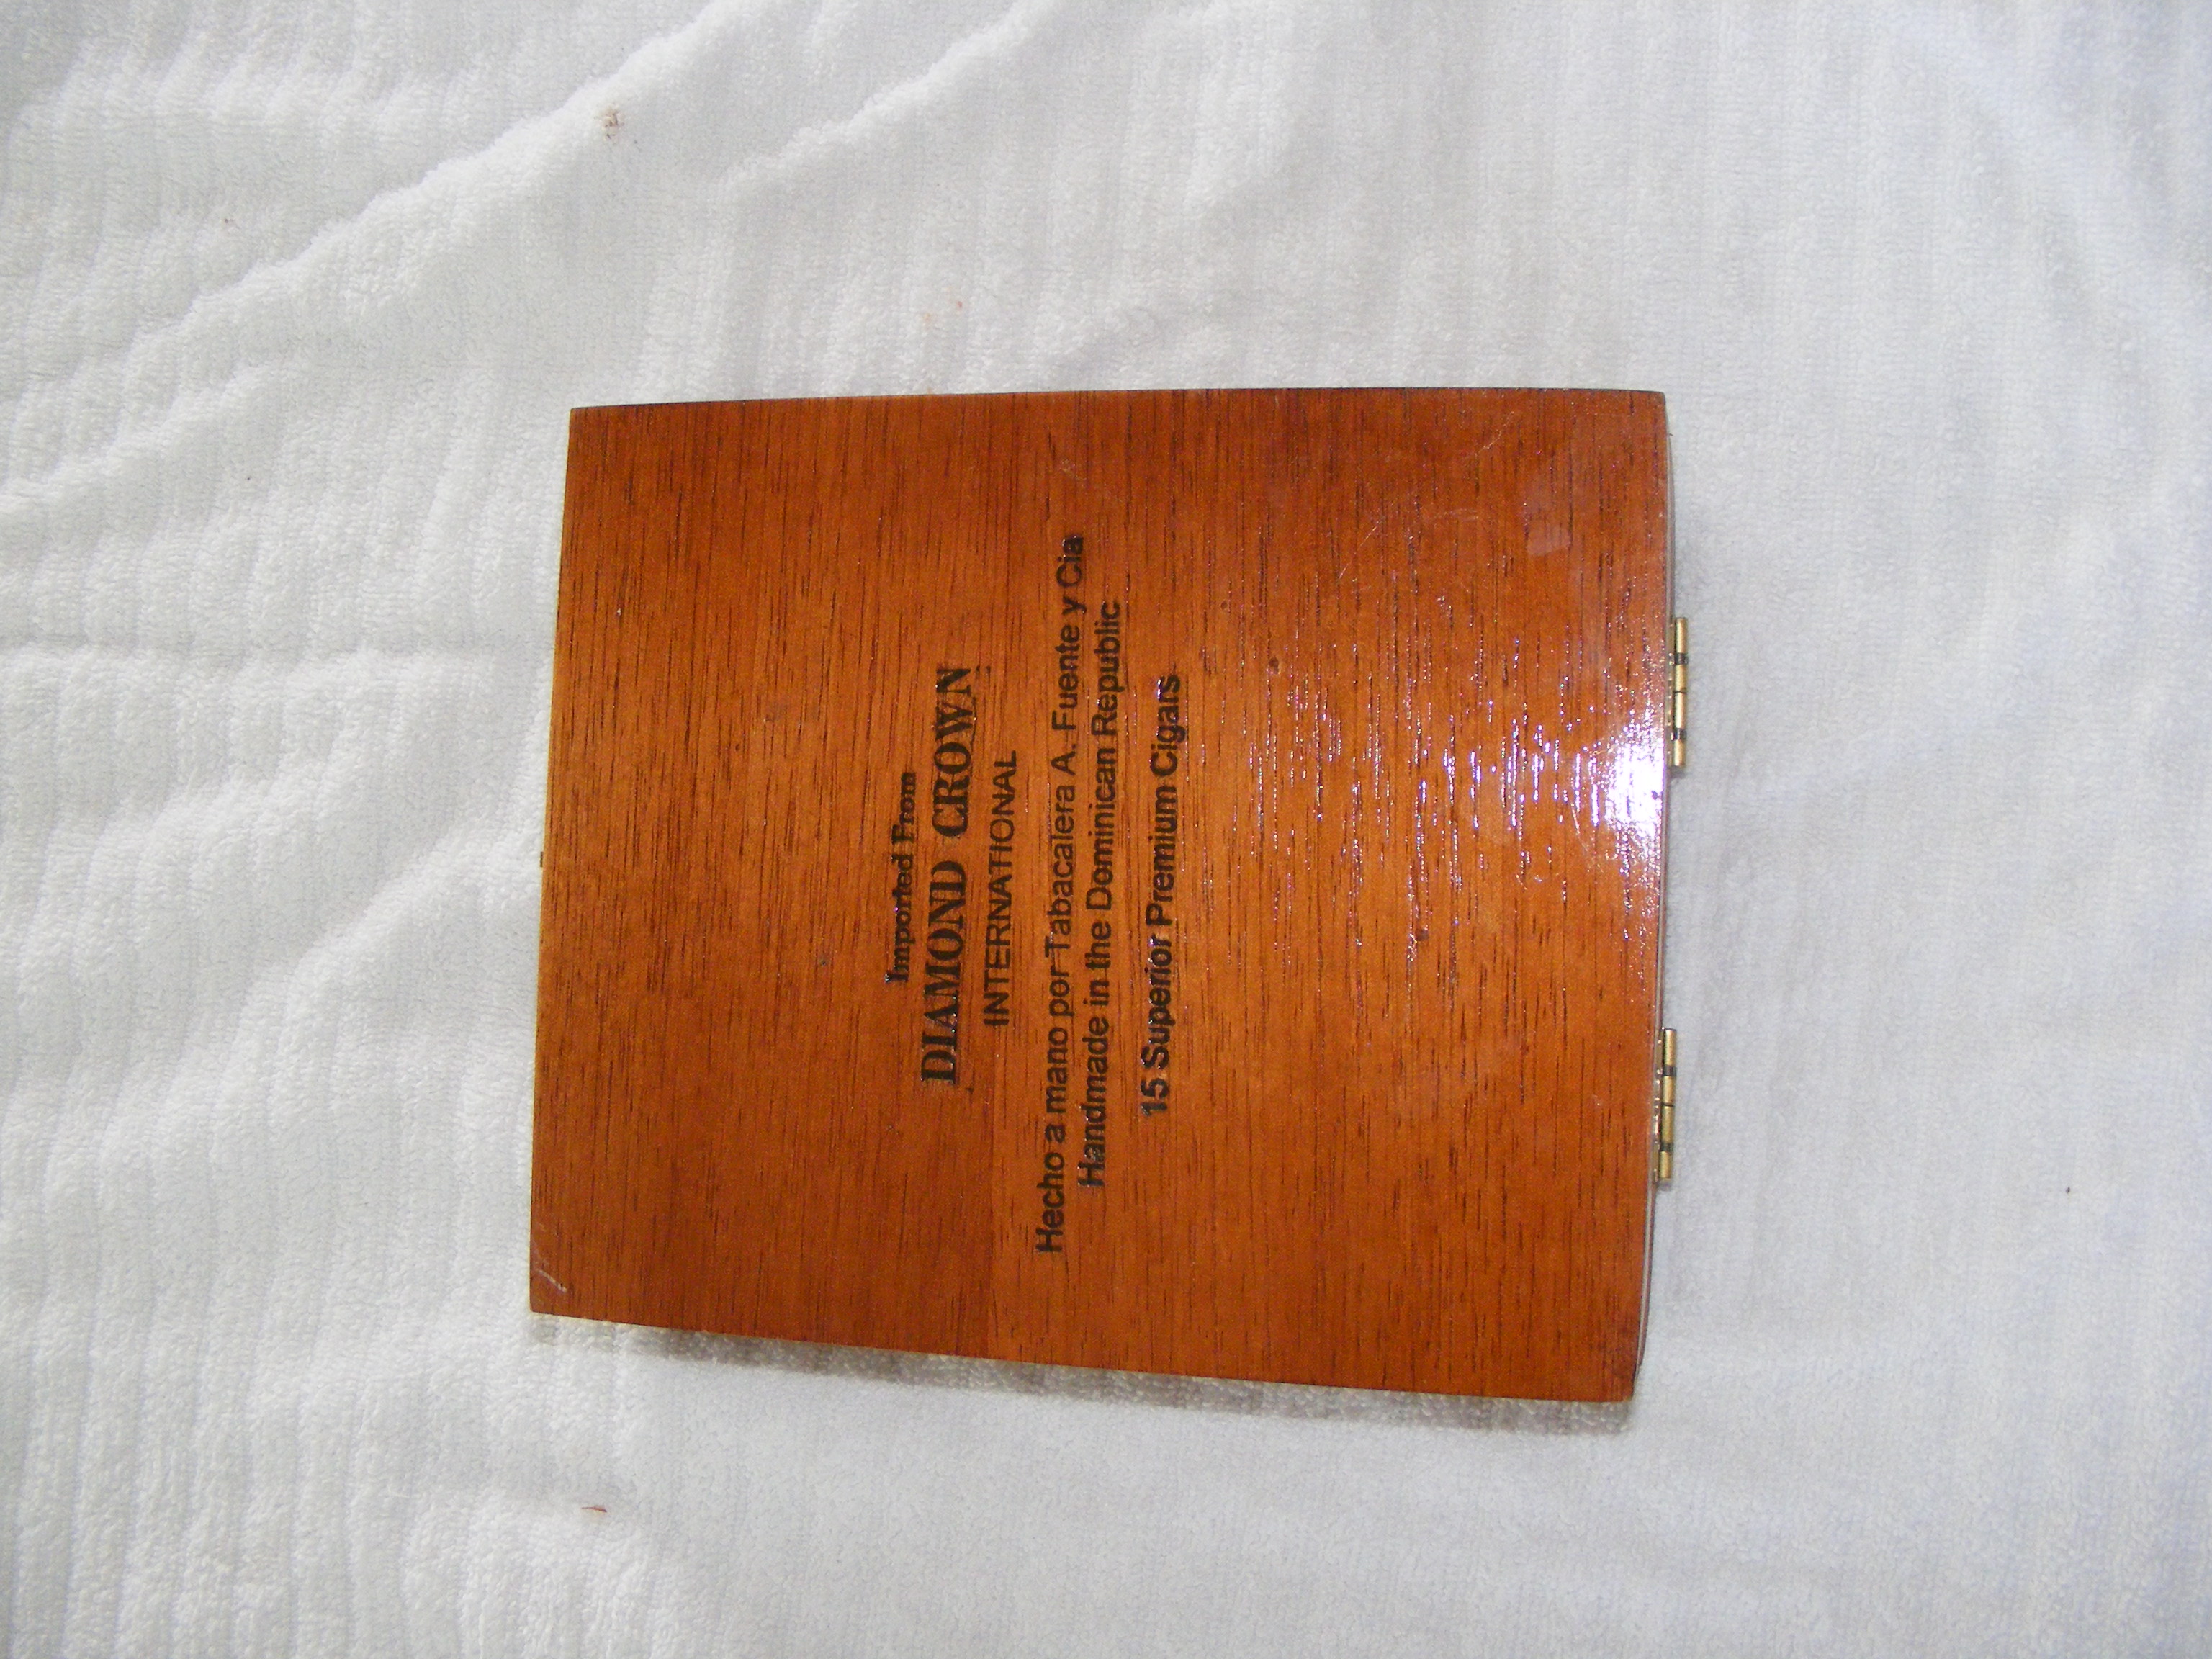 Imported From
DIAMOND CROWN
INTERNATIONAL
Hecho a mano por Tabacalera A. Fuente y Cia
Handmade in the Dominican Republic
15 Superior Premium Cigars